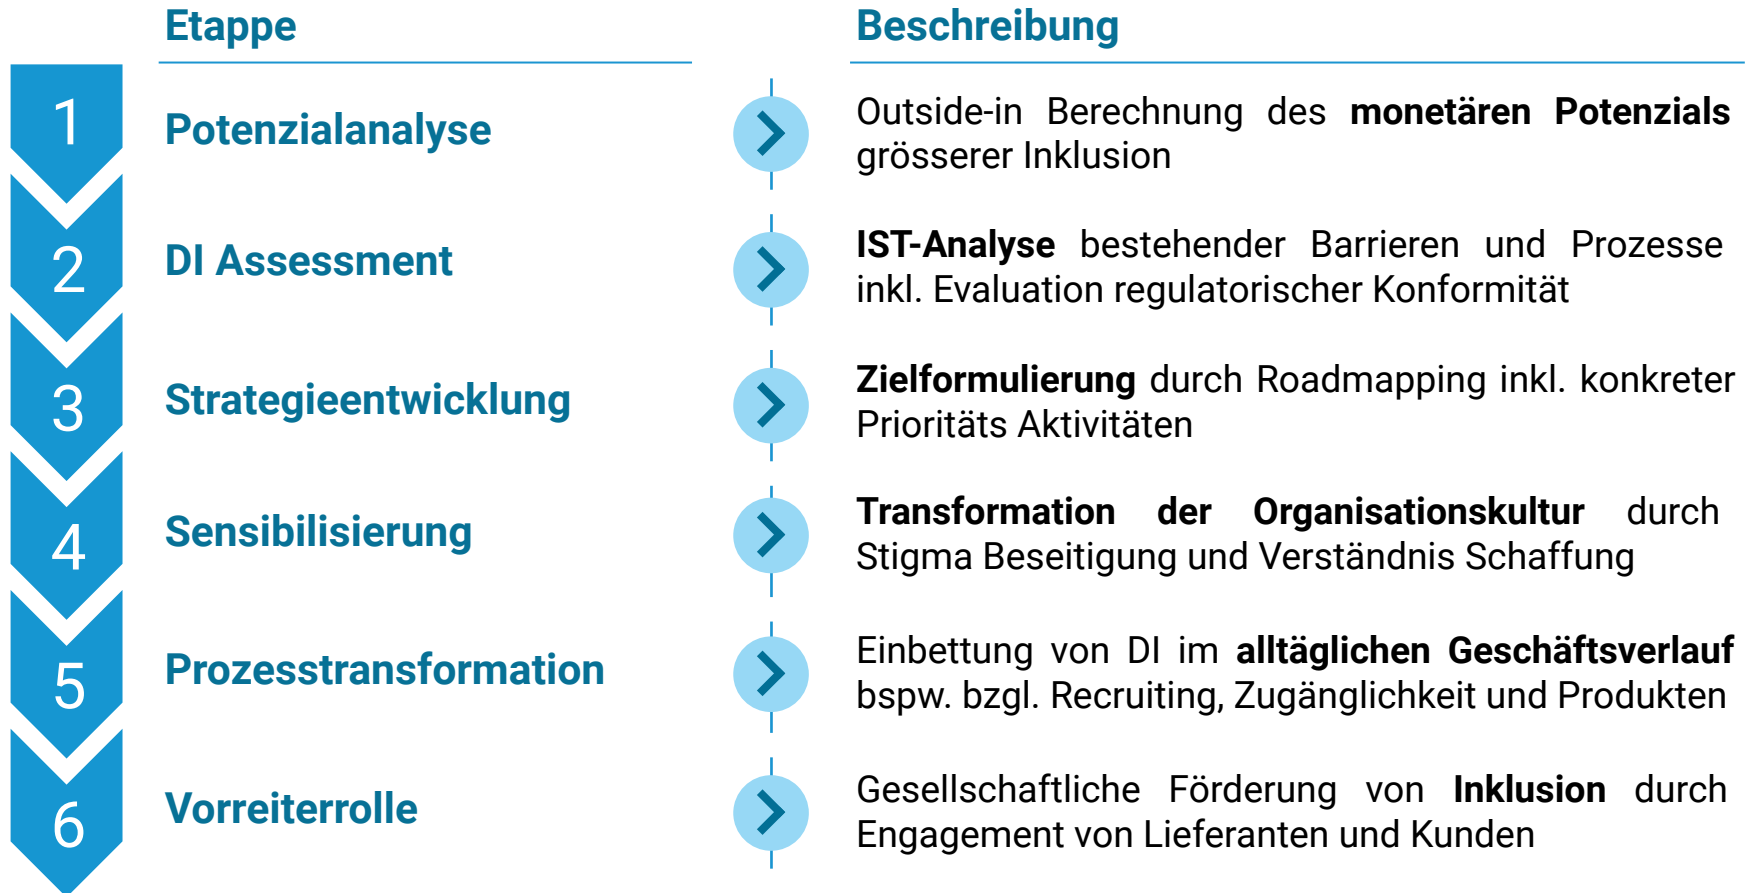 Etappe
Beschreibung
1
Potenzialanalyse
Outside-in Berechnung des monetären Potenzials
grösserer Inklusion
2
DI Assessment
IST-Analyse bestehender Barrieren und Prozesse
inkl. Evaluation regulatorischer Konformität
3
Strategieentwicklung
Zielformulierung durch Roadmapping inkl. konkreter
Prioritäts Aktivitäten
4
Sensibilisierung
Transformation der Organisationskultur durch
Stigma Beseitigung und Verständnis Schaffung
5
Prozesstransformation
Einbettung von DI im alltäglichen Geschäftsverlauf
bspw. bzgl. Recruiting, Zugänglichkeit und Produkten
6
Vorreiterrolle
Gesellschaftliche Förderung von Inklusion durch
Engagement von Lieferanten und Kunden